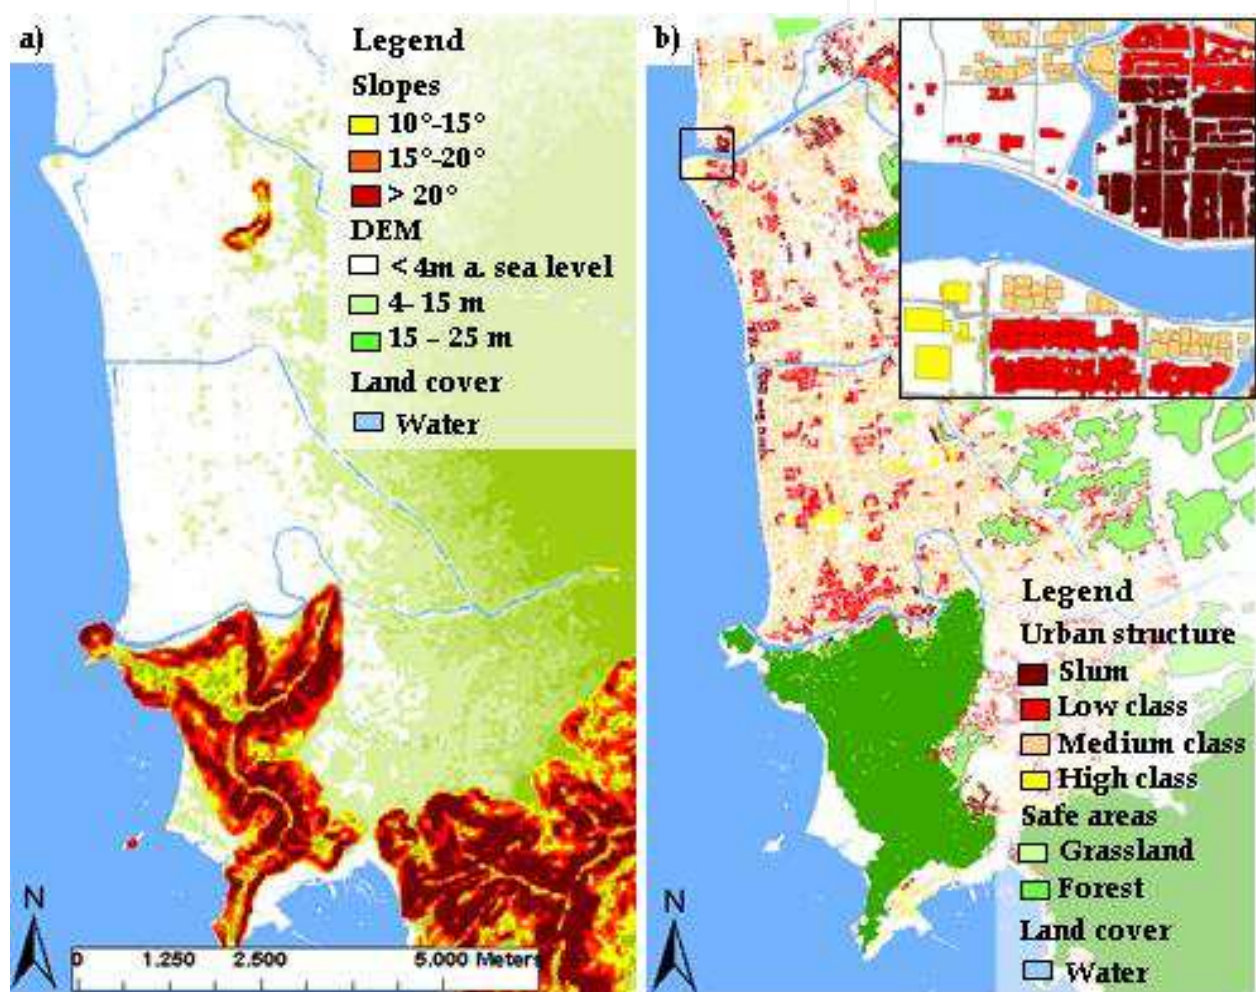 a)
Legend
Slopes
10°-15°
15°-20°
> 20°
DEM
< 4m a. sea level
4- 15 m
15 - 25 m
Land cover
Water
N
0 1.250 2.500 5.000 Meters
b)
Legend
Urban structure
Slum
Low class
Medium class
High class
Safe areas
Grassland
Forest
Land cover
Water
N